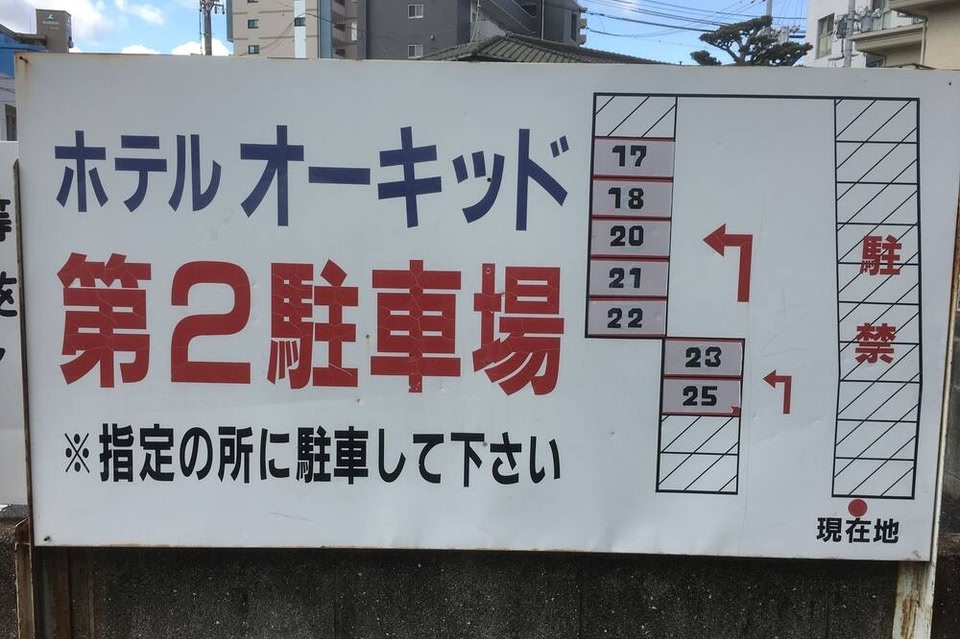 ホテルオーキッド
第2駐車場
※指定の所に駐車して下さい
17
18
20
21
22
23
25
駐
禁
現在地